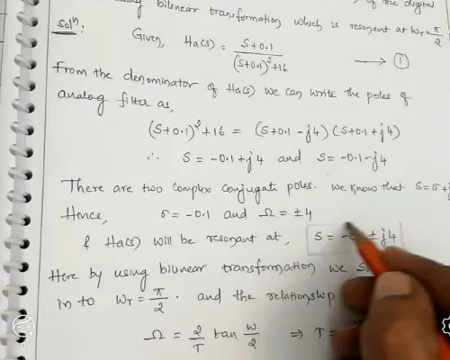 using bilinear transformation which is resonant at ωr = π/2 of the digital
Solⁿ:
Given, Ha(s) = s+0.1 / (s+0.1)²+16 → ①
From the denominator of Ha(s) we can write the poles of
analog filter as,
(s+0.1)²+16 = (s+0.1-j4)(s+0.1+j4)
∴ s = -0.1+j4 and s = -0.1-j4
There are two complex conjugate poles. We know that s=σ+j
Hence, σ = -0.1 and Ω = ±4
& Ha(s) will be resonant at, s = ± j4
Here by using bilinear transformation we
in to ωr = π/2 . and the relationship
Ω = 2/T tan ω/2 ⇒ T =